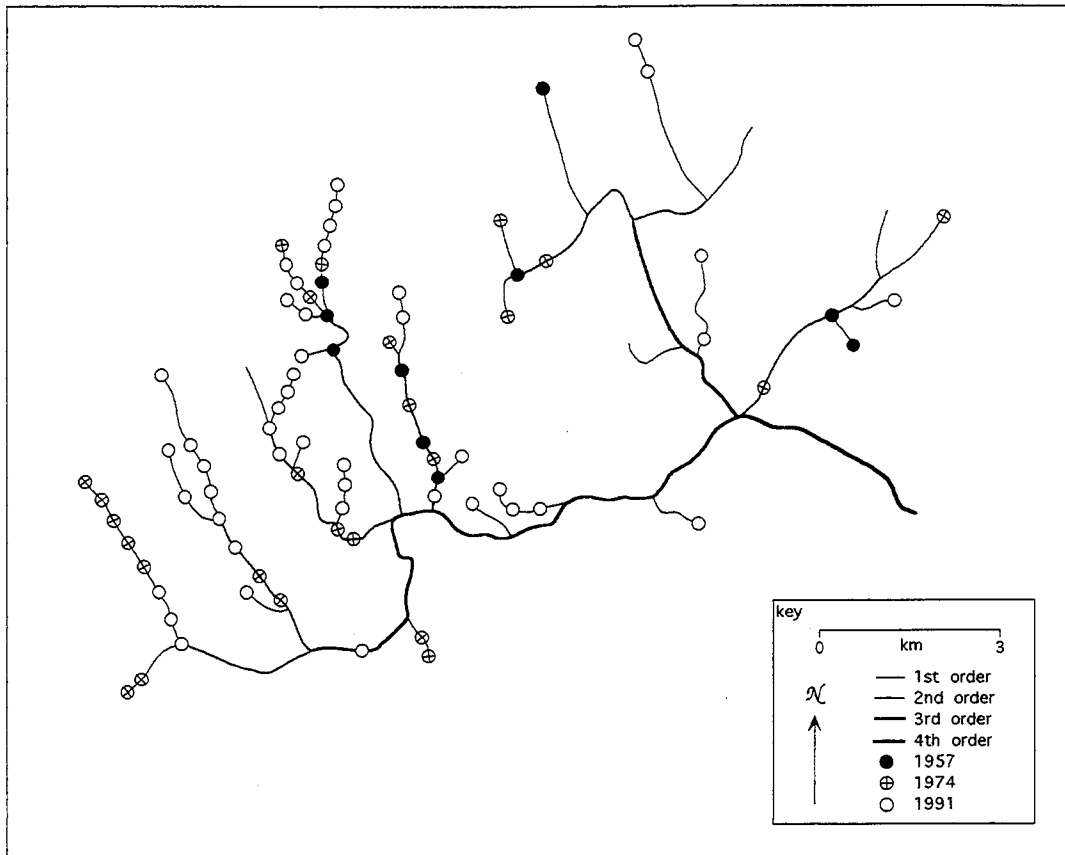 key
0 3
km
N
1st order
2nd order
3rd order
4th order
1957
1974
1991